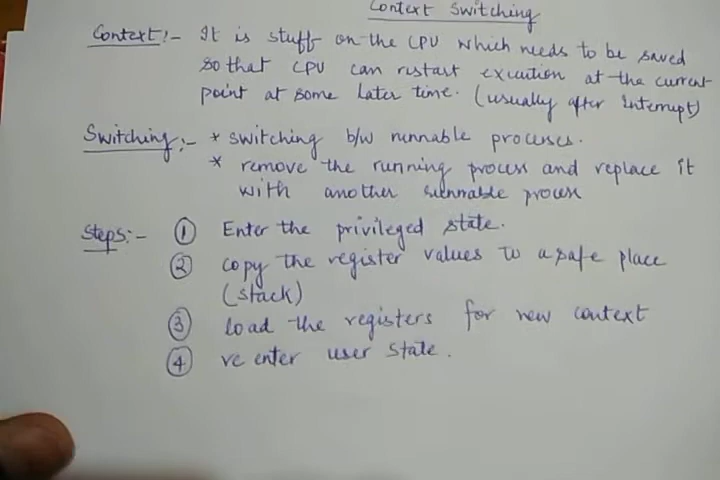 Context Switching
Context:- It is stuff on the CPU which needs to be saved
so that CPU can restart excution at the current
point at some later time. (usually after Interrupt)
Switching:- * switching b/w runnable processes.
* remove the running process and replace it
with another runnable process
Steps:- ① Enter the privileged state.
② copy the register values to a safe place
(stack)
③ load the registers for new context
④ re enter user state.